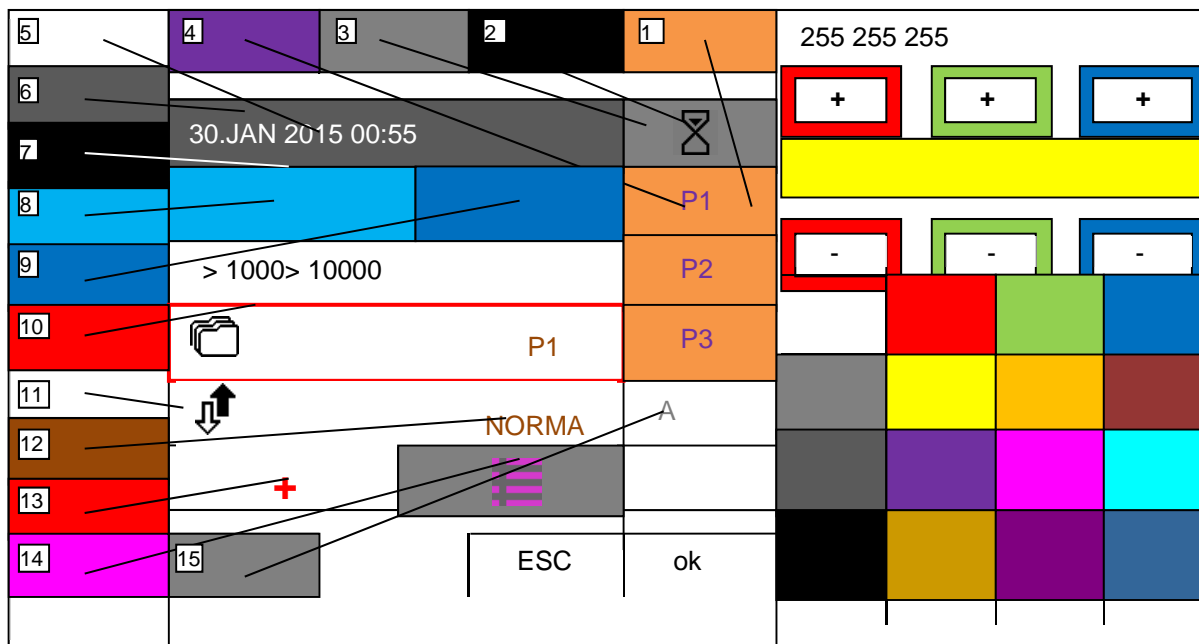 5 4 3 2 1 255 255 255
6 + + +
30.JAN 2015 00:55
7
8 P1
- - -
9 > 1000> 10000 P2
10 P1 P3
11 A
12 NORMA
13 +
14 15 ESC ok